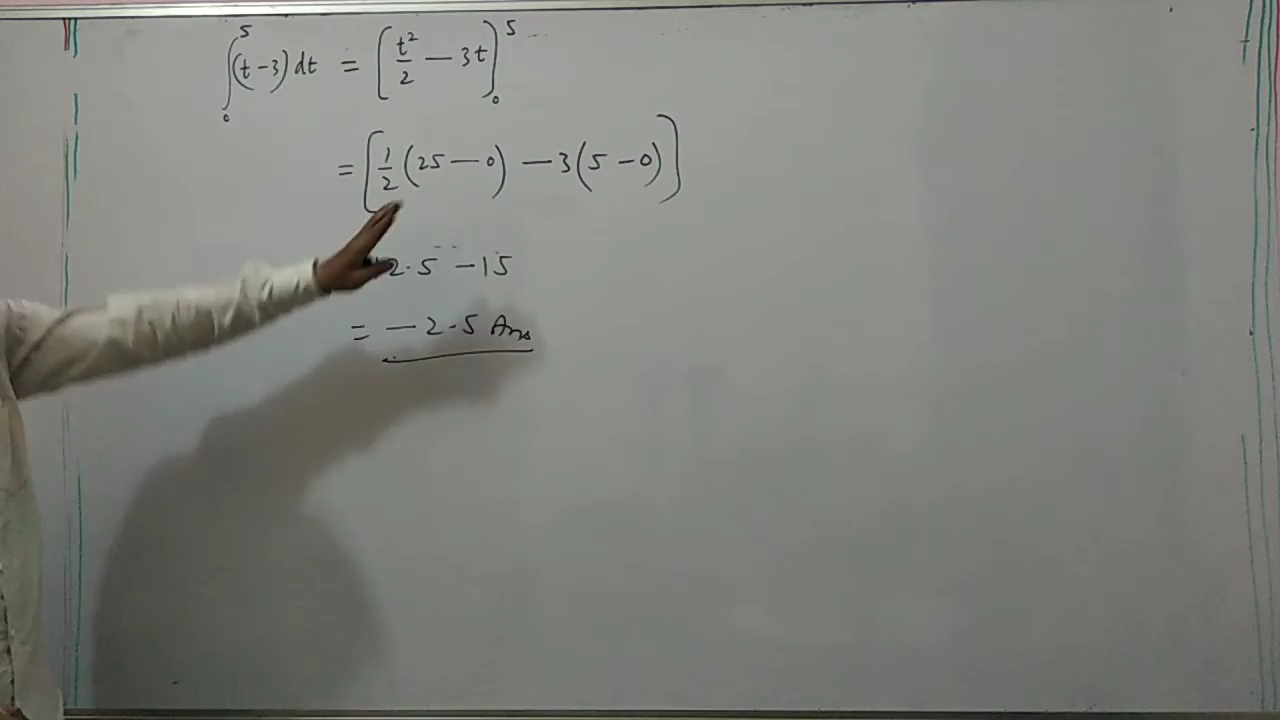 ∫₀⁵ (t-3) dt = [t²/2 - 3t]₀⁵
= [1/2 (25 - 0) - 3(5 - 0)]
2.5 - 15
= - 2.5 Ans